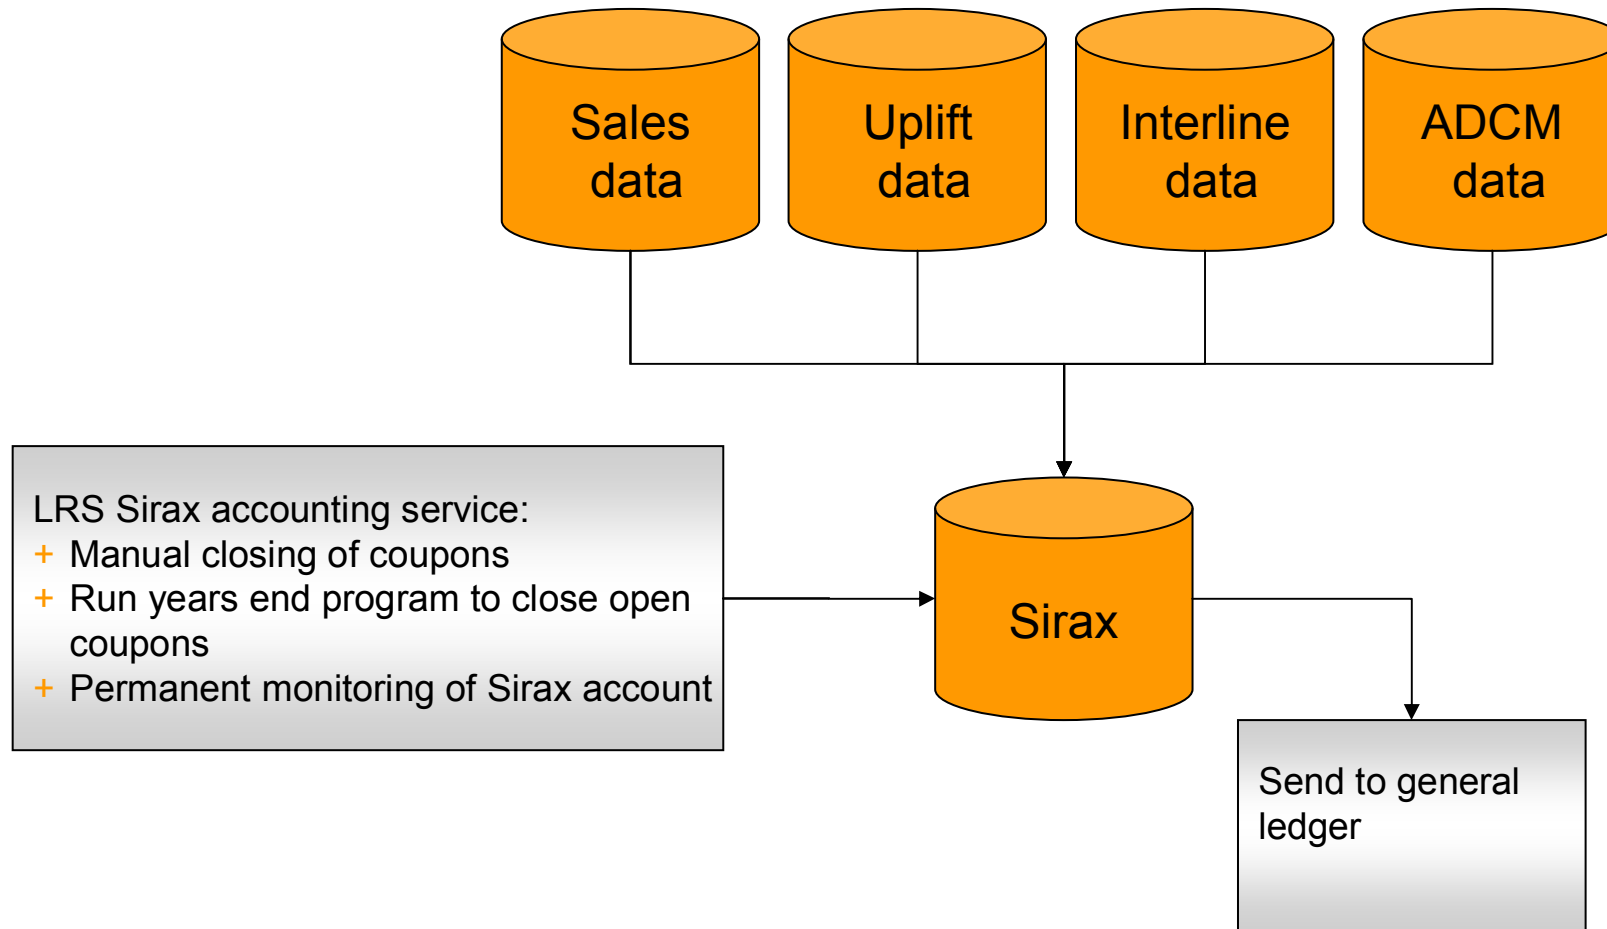 Sales
data
Uplift
data
Interline
data
ADCM
data
LRS Sirax accounting service:
+ Manual closing of coupons
+ Run years end program to close open
coupons
+ Permanent monitoring of Sirax account
Sirax
Send to general
ledger